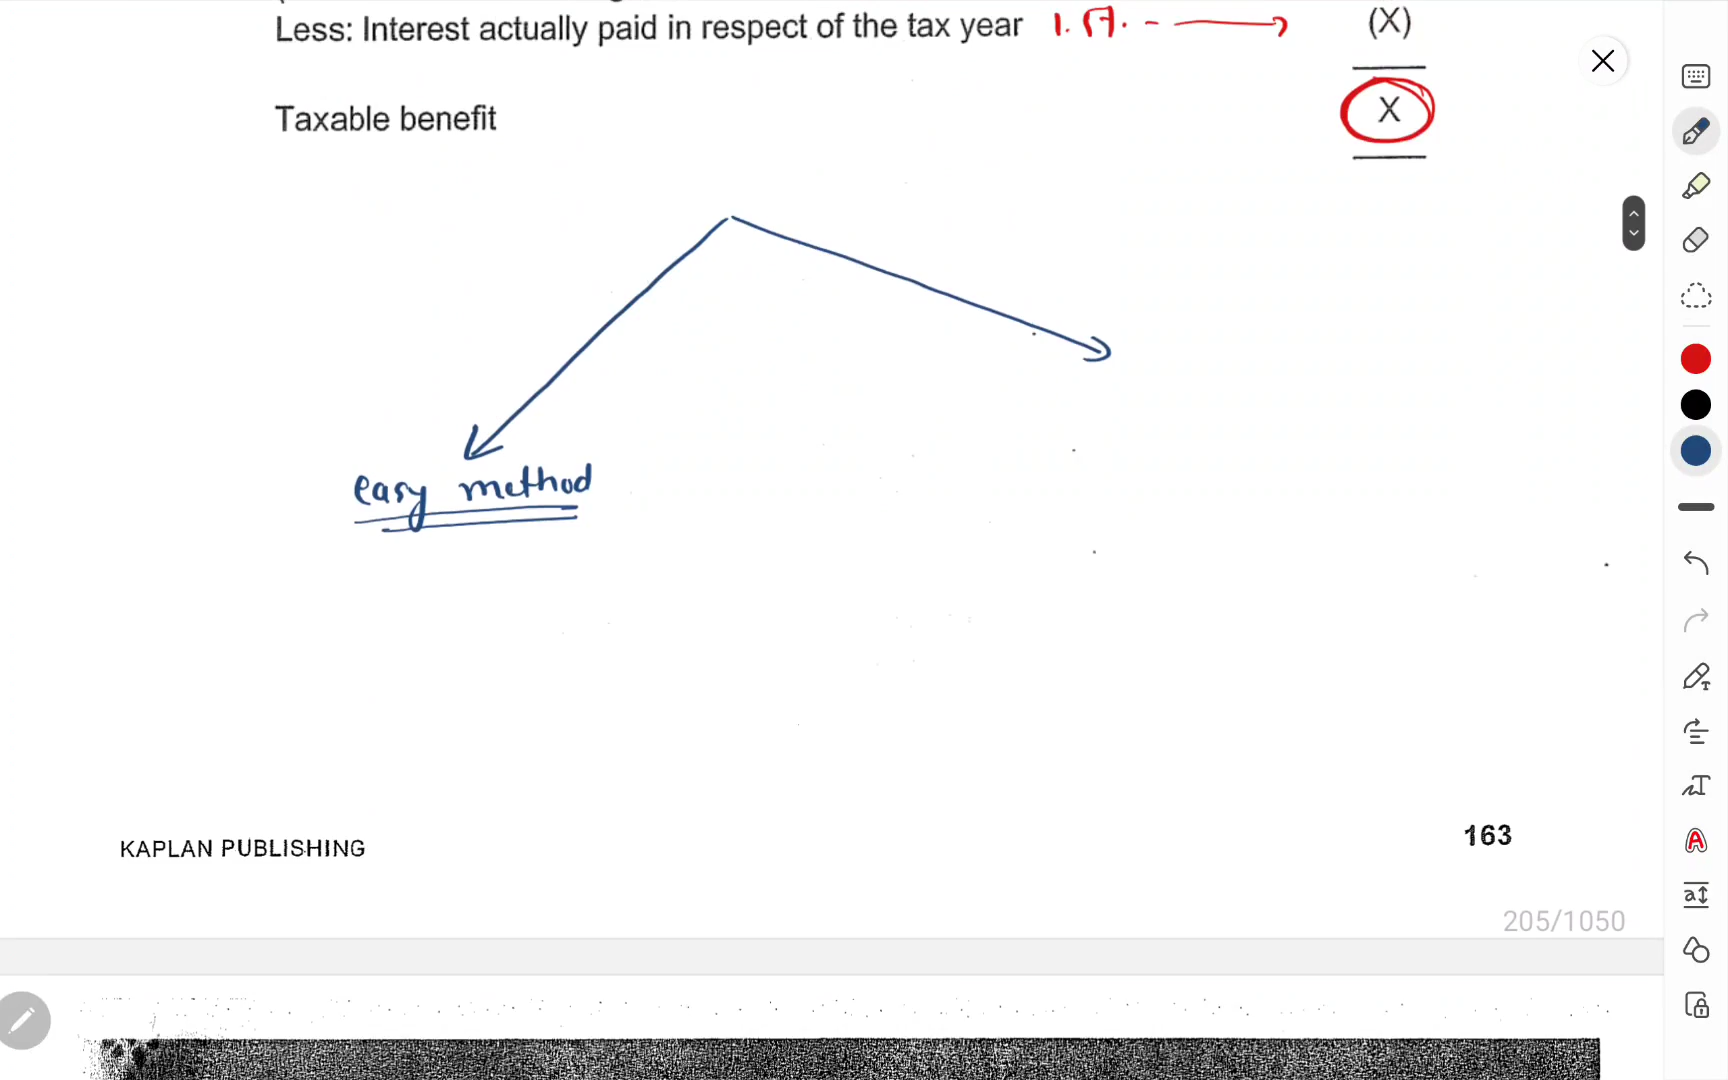 Less: Interest actually paid in respect of the tax year (X)
Taxable benefit X
easy method
KAPLAN PUBLISHING 163
205/1050